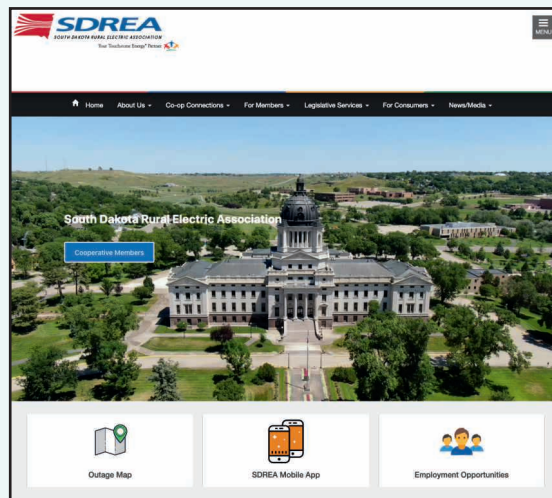 SDREA
SOUTH DAKOTA RURAL ELECTRIC ASSOCIATION
Your Touchstone Energy® Partner
MENU
Home About Us Co-op Connections For Members Legislative Services For Consumers News/Media
South Dakota Rural Electric Association
Cooperative Members
Outage Map SDREA Mobile App Employment Opportunities